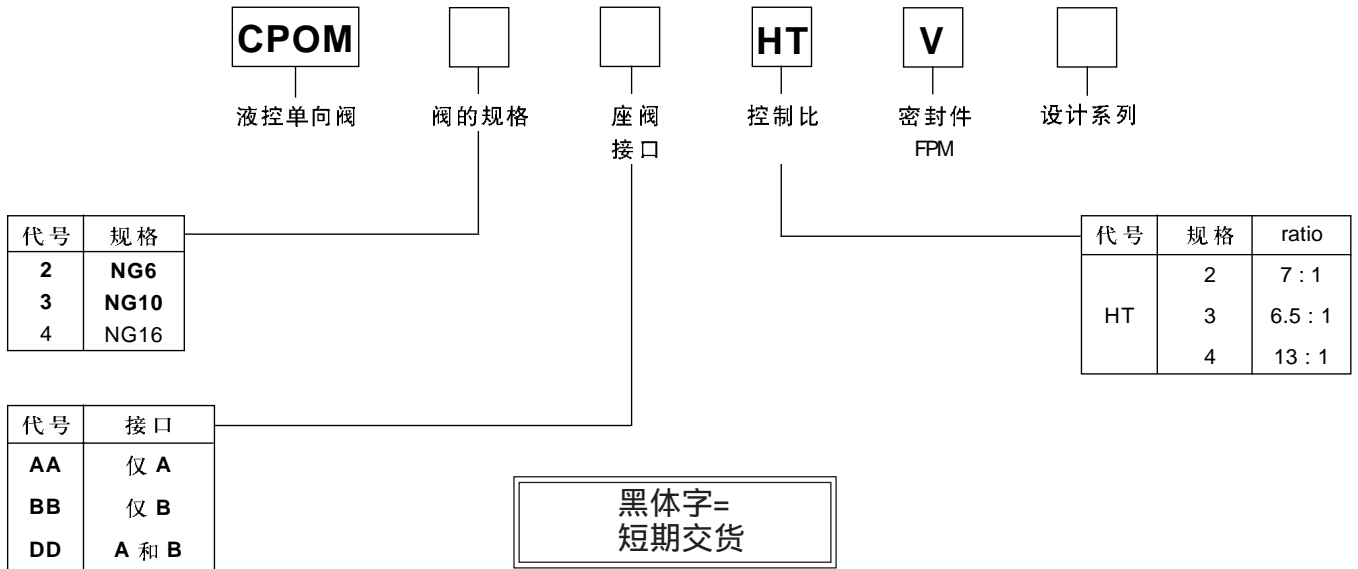 CPOM HT V
液控单向阀 阀的规格 座阀 控制比 密封件 设计系列
接口 FPM
代号 规格
2 NG6
3 NG10
4 NG16
代号 规格 ratio
2 7 : 1
HT 3 6.5 : 1
4 13 : 1
代号 接口
AA 仅 A
BB 仅 B
DD A 和 B
黑体字=
短期交货